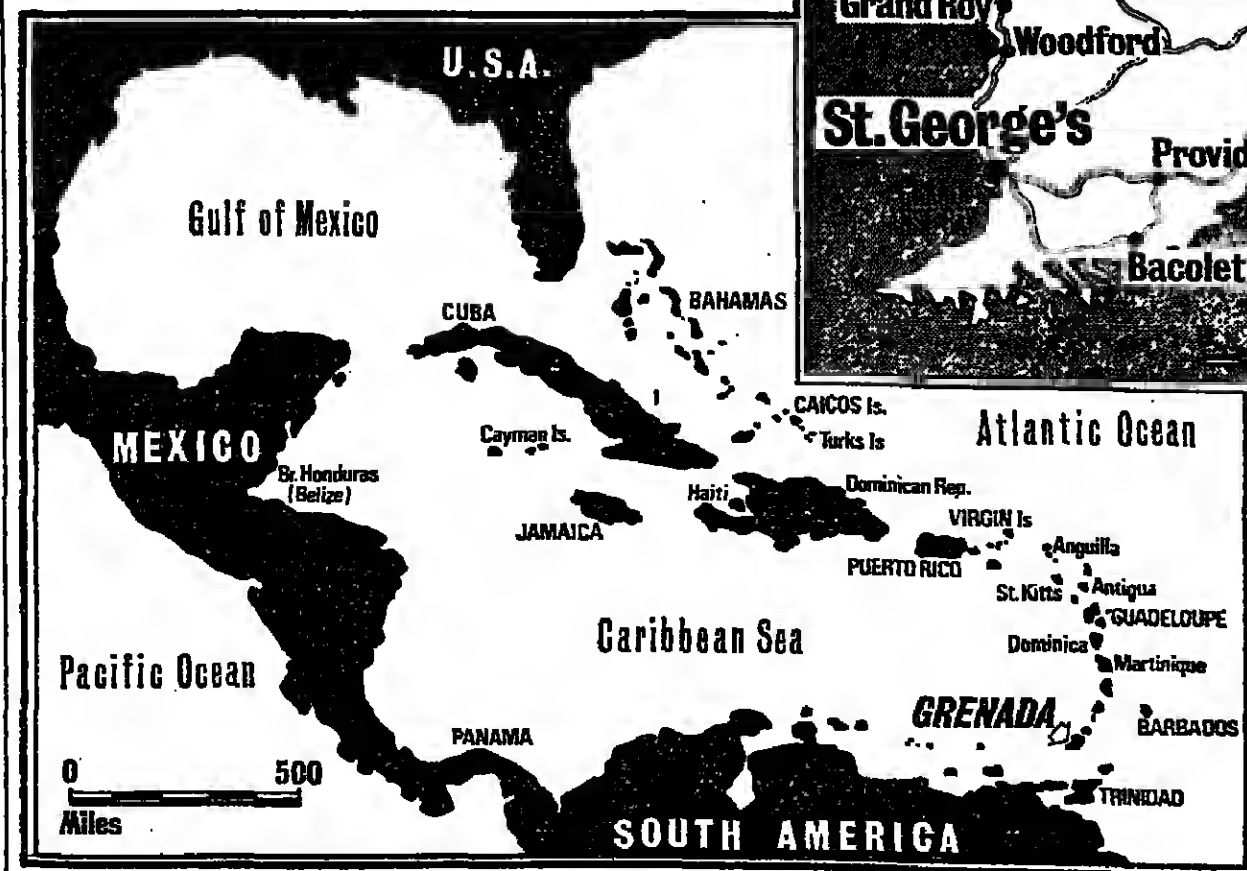 Grand Roy
Woodford
St.George's
Provid
Bacolet
U.S.A.
Gulf of Mexico
BAHAMAS
CUBA
CAICOS Is.
Turks Is
Atlantic Ocean
Cayman Is.
MEXICO
Br. Honduras
(Belize)
Haiti
Dominican Rep.
JAMAICA
VIRGIN Is
PUERTO RICO
Anguilla
St. Kitts
Antigua
GUADELOUPE
Caribbean Sea
Dominica
Martinique
Pacific Ocean
GRENADA
BARBADOS
PANAMA
0 500
Miles
TRINIDAD
SOUTH AMERICA